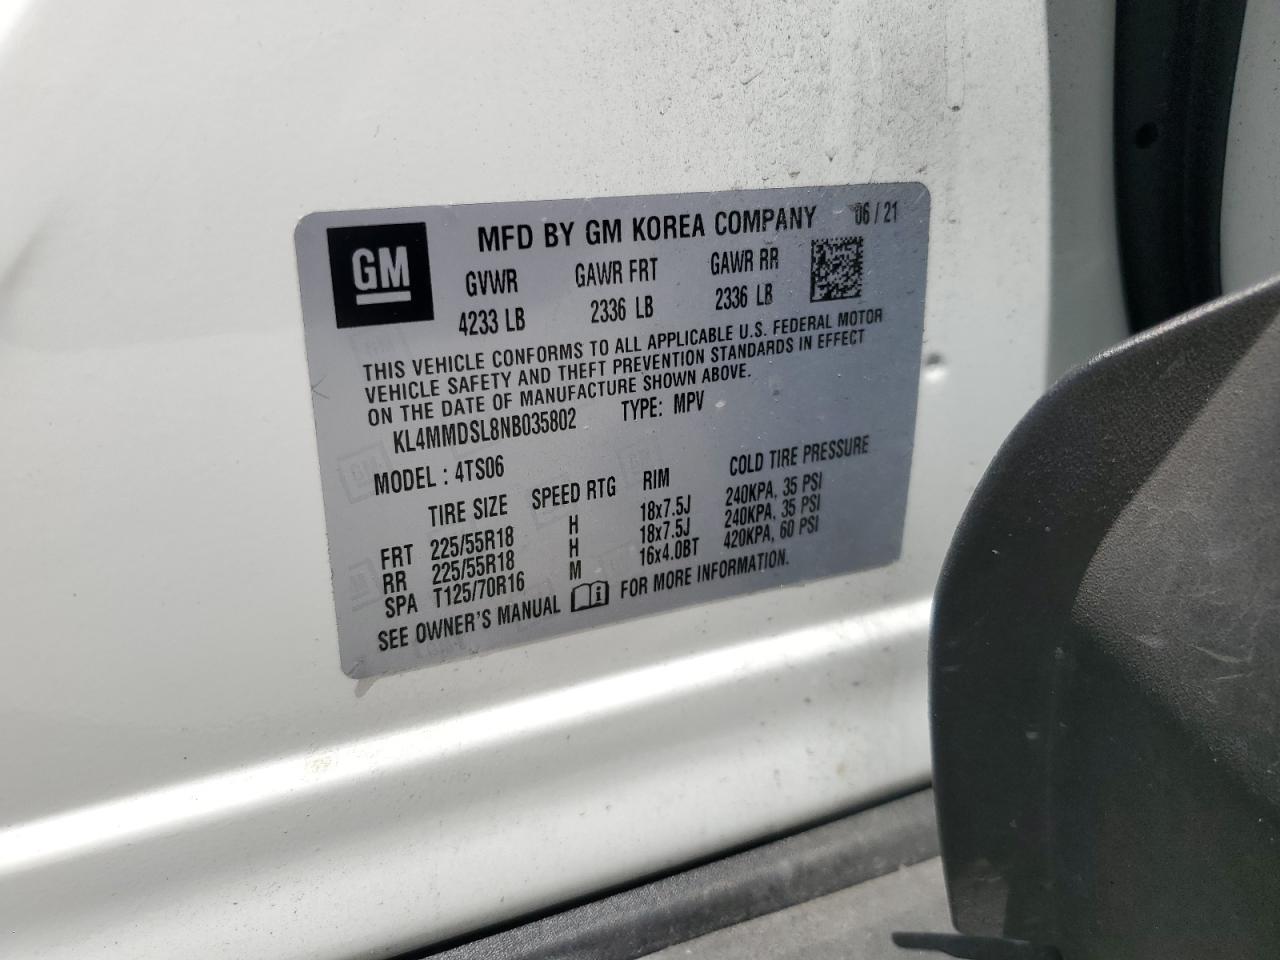 GM
MFD BY GM KOREA COMPANY 06 / 21
GVWR GAWR FRT GAWR RR
4233 LB 2336 LB 2336 LB
THIS VEHICLE CONFORMS TO ALL APPLICABLE U.S. FEDERAL MOTOR
VEHICLE SAFETY AND THEFT PREVENTION STANDARDS IN EFFECT
ON THE DATE OF MANUFACTURE SHOWN ABOVE.
KL4MMDSL8NB035802 TYPE: MPV
MODEL : 4TS06
TIRE SIZE SPEED RTG RIM COLD TIRE PRESSURE
FRT 225/55R18 H 18x7.5J 240KPA, 35 PSI
RR 225/55R18 H 18x7.5J 240KPA, 35 PSI
SPA T125/70R16 M 16x4.0BT 420KPA, 60 PSI
SEE OWNER'S MANUAL i FOR MORE INFORMATION.